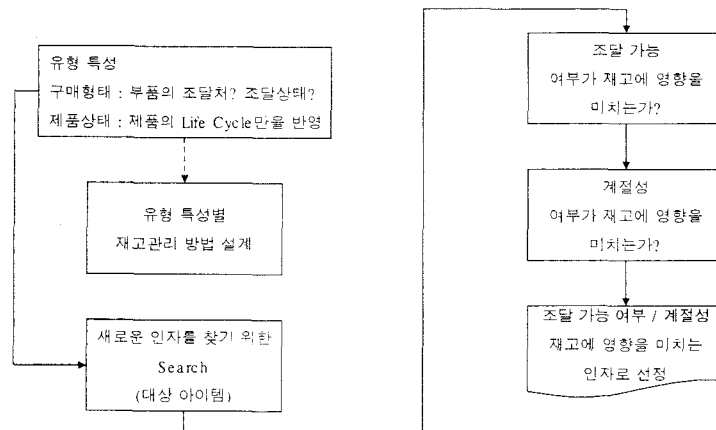 유형 특성
구매형태 : 부품의 조달처? 조달상태?
제품상태 : 제품의 Life Cycle만을 반영
유형 특성별
재고관리 방법 설계
새로운 인자를 찾기 위한
Search
(대상 아이템)
조달 가능
여부가 재고에 영향을
미치는가?
계절성
여부가 재고에 영향을
미치는가?
조달 가능 여부 / 계절성
재고에 영향을 미치는
인자로 선정